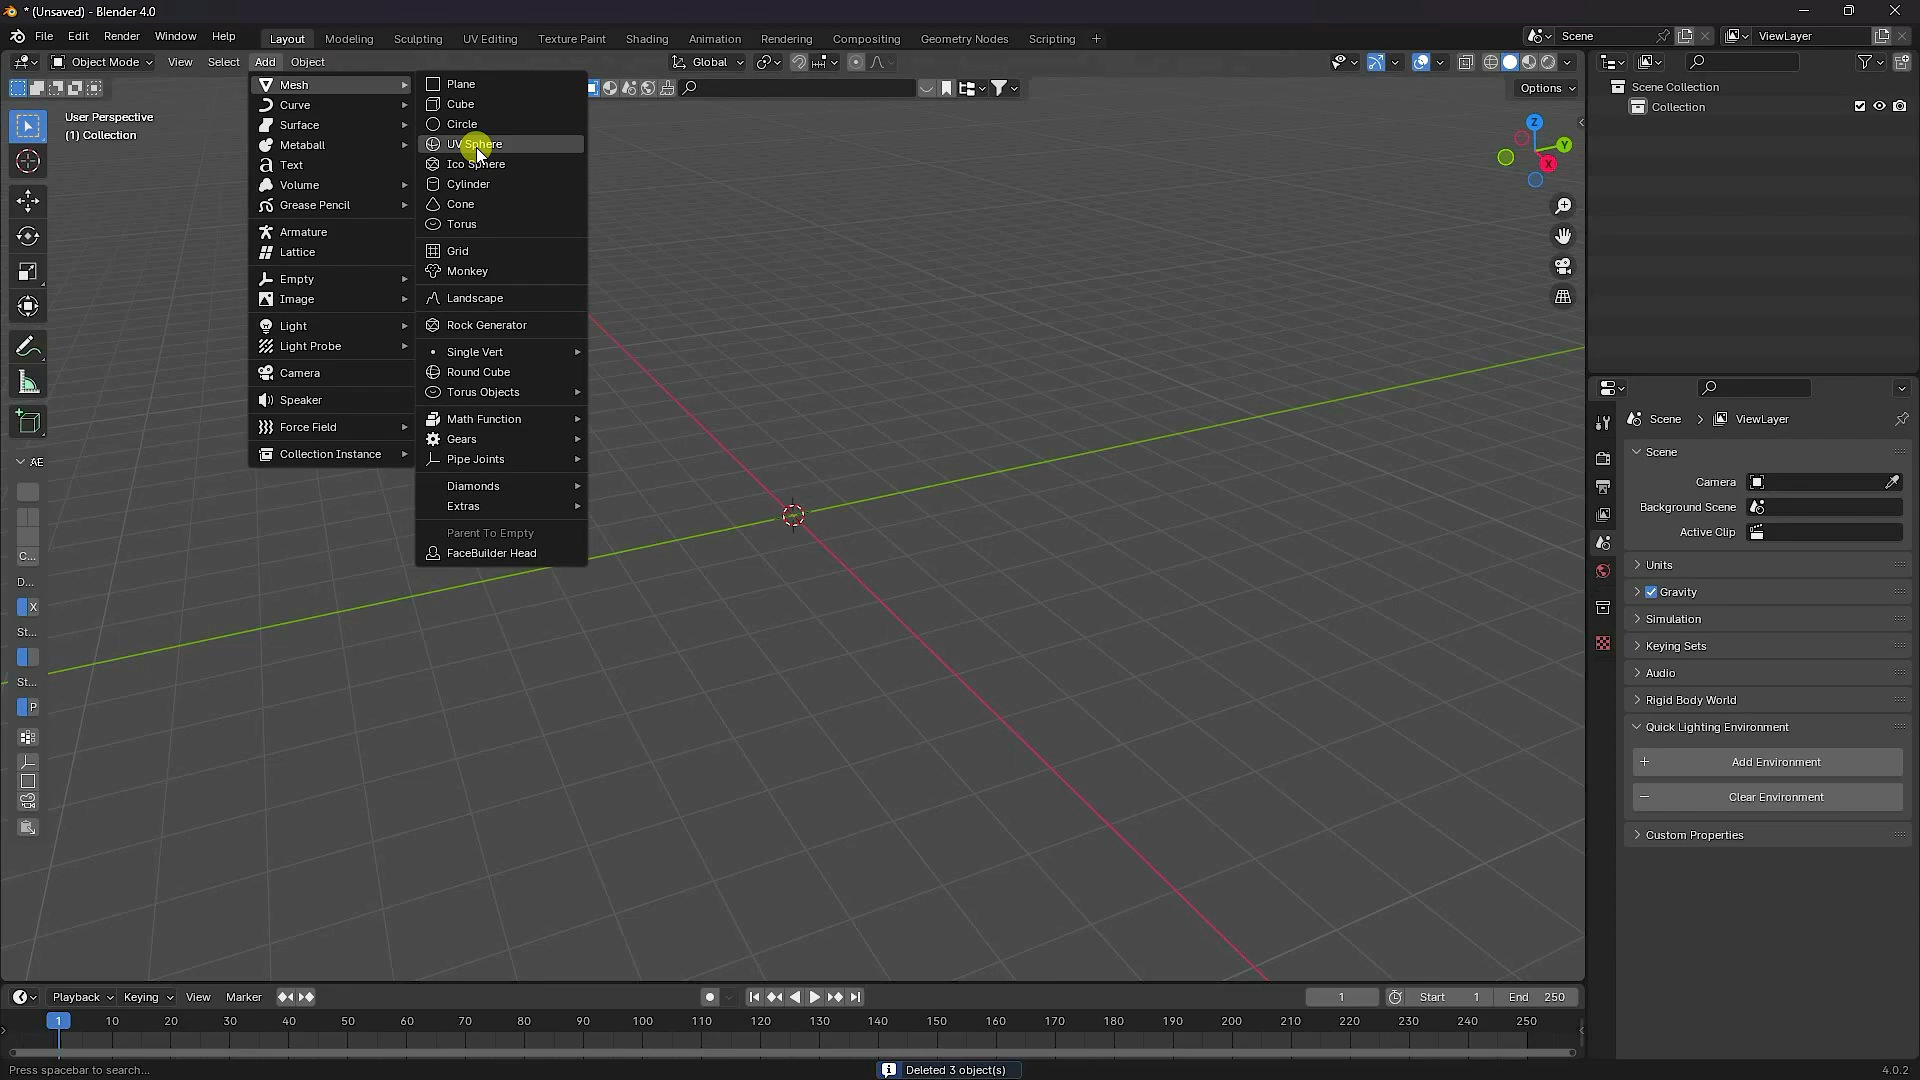 * (Unsaved) - Blender 4.0
File Edit Render Window Help
Layout Modeling Sculpting UV Editing Texture Paint Shading Animation Rendering Compositing Geometry Nodes Scripting +
Scene
ViewLayer
Object Mode View Select Add Object
Global
Options
User Perspective
(1) Collection
Mesh
Curve
Surface
Metaball
Text
Volume
Grease Pencil
Armature
Lattice
Empty
Image
Light
Light Probe
Camera
Speaker
Force Field
Collection Instance
Plane
Cube
Circle
UV Sphere
Ico Sphere
Cylinder
Cone
Torus
Grid
Monkey
Landscape
Rock Generator
Single Vert
Round Cube
Torus Objects
Math Function
Gears
Pipe Joints
Diamonds
Extras
Parent To Empty
FaceBuilder Head
Z
Y
X
AE
C...
D...
X
St...
St...
P
Scene Collection
Collection
Scene > ViewLayer
Scene
Camera
Background Scene
Active Clip
Units
Gravity
Simulation
Keying Sets
Audio
Rigid Body World
Quick Lighting Environment
+ Add Environment
− Clear Environment
Custom Properties
Playback Keying View Marker
1 Start 1 End 250
1 10 20 30 40 50 60 70 80 90 100 110 120 130 140 150 160 170 180 190 200 210 220 230 240 250
Press spacebar to search...
Deleted 3 object(s)
4.0.2